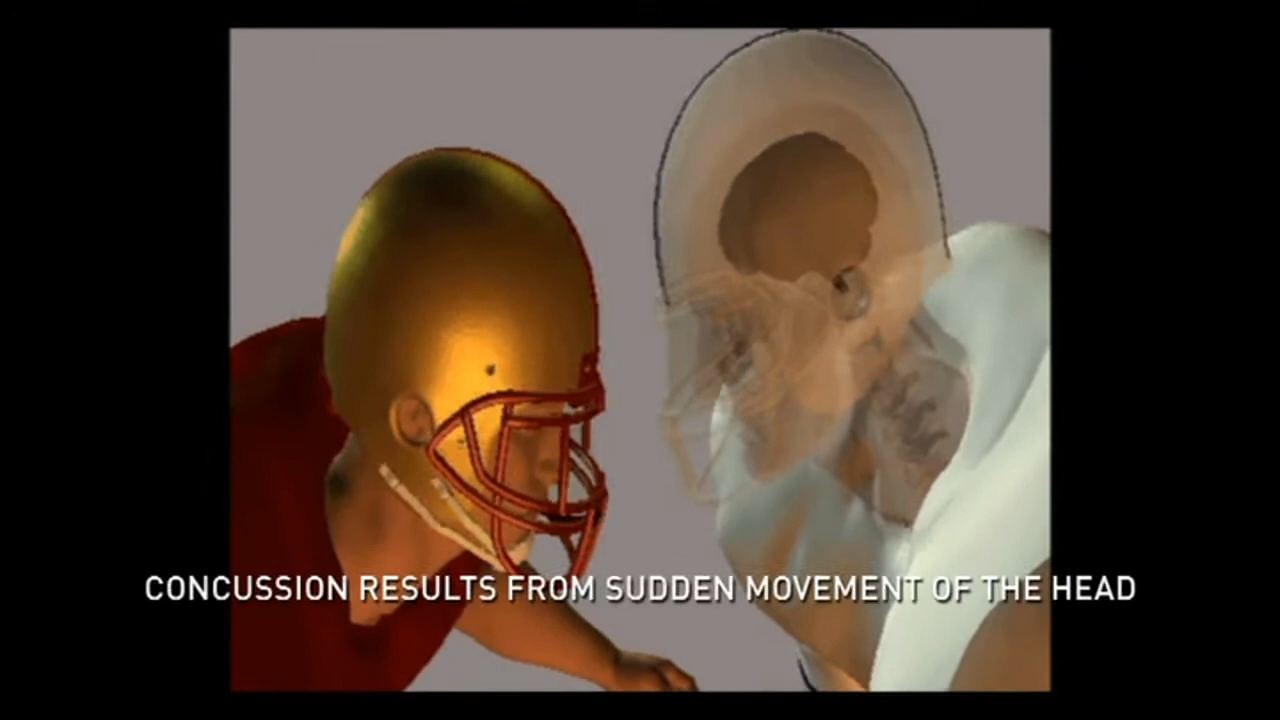 CONCUSSION RESULTS FROM SUDDEN MOVEMENT OF THE HEAD